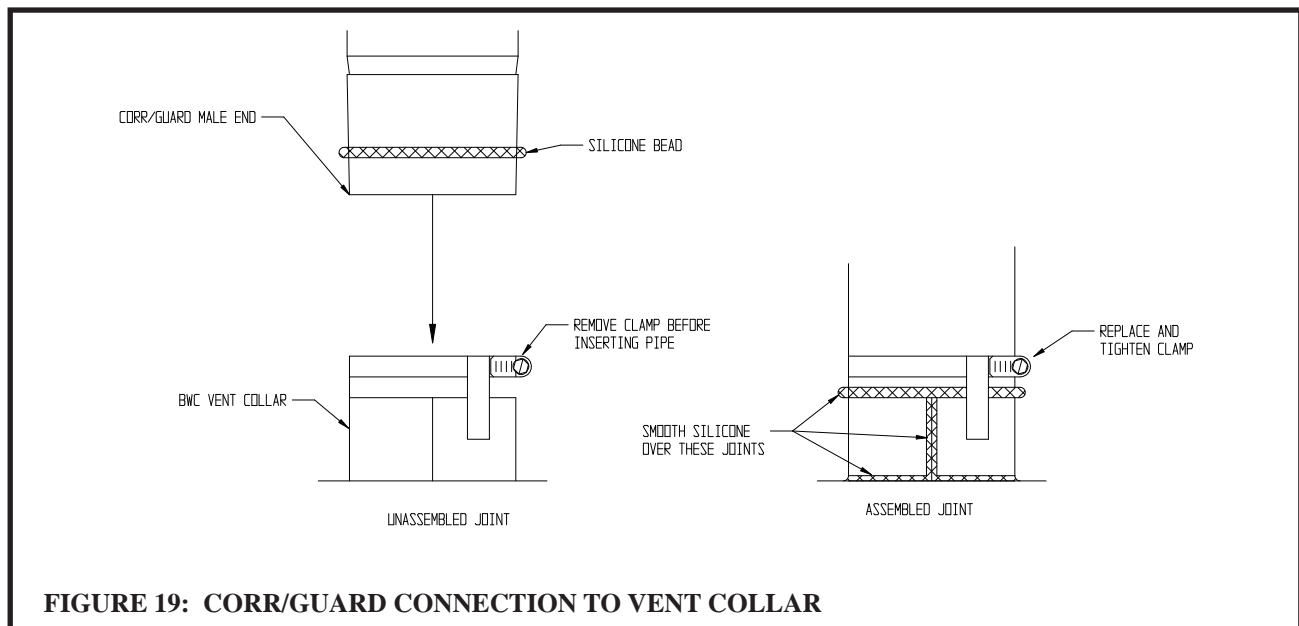 CORR/GUARD MALE END
SILICONE BEAD
REMOVE CLAMP BEFORE
INSERTING PIPE
BWC VENT COLLAR
UNASSEMBLED JOINT
REPLACE AND
TIGHTEN CLAMP
SMOOTH SILICONE
OVER THESE JOINTS
ASSEMBLED JOINT
FIGURE 19: CORR/GUARD CONNECTION TO VENT COLLAR